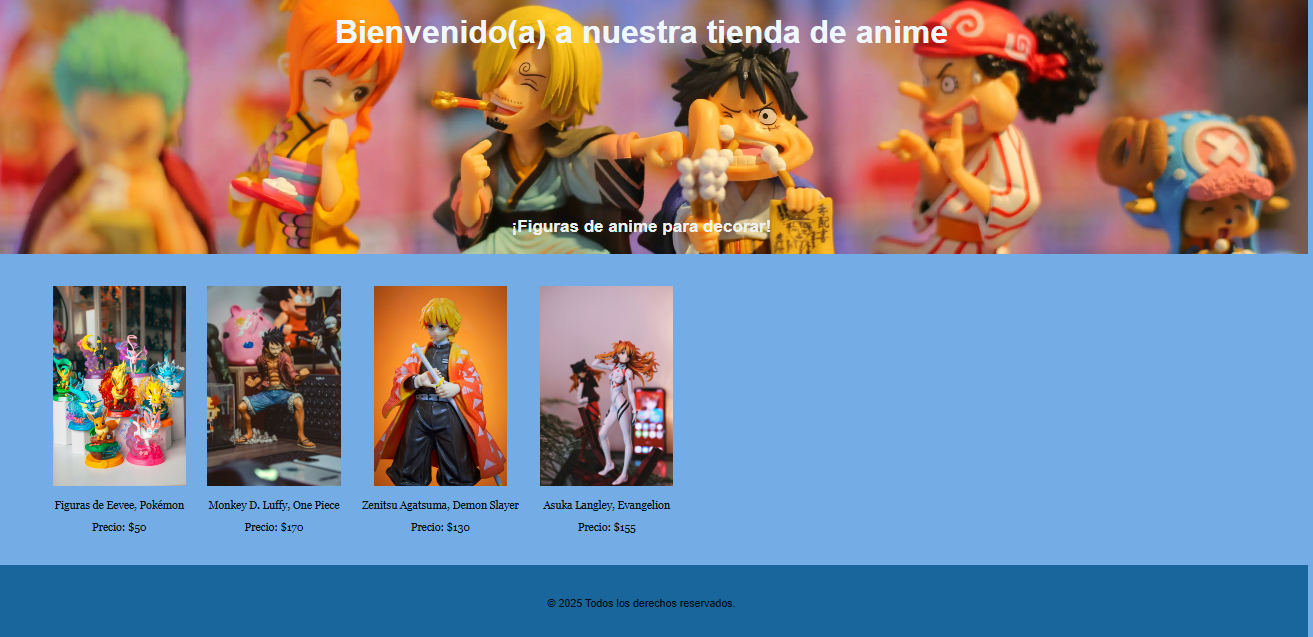 Bienvenido(a) a nuestra tienda de anime
¡Figuras de anime para decorar!
Figuras de Eevee, Pokémon
Precio: $50
Monkey D. Luffy, One Piece
Precio: $170
Zenitsu Agatsuma, Demon Slayer
Precio: $130
Asuka Langley, Evangelion
Precio: $155
© 2025 Todos los derechos reservados.